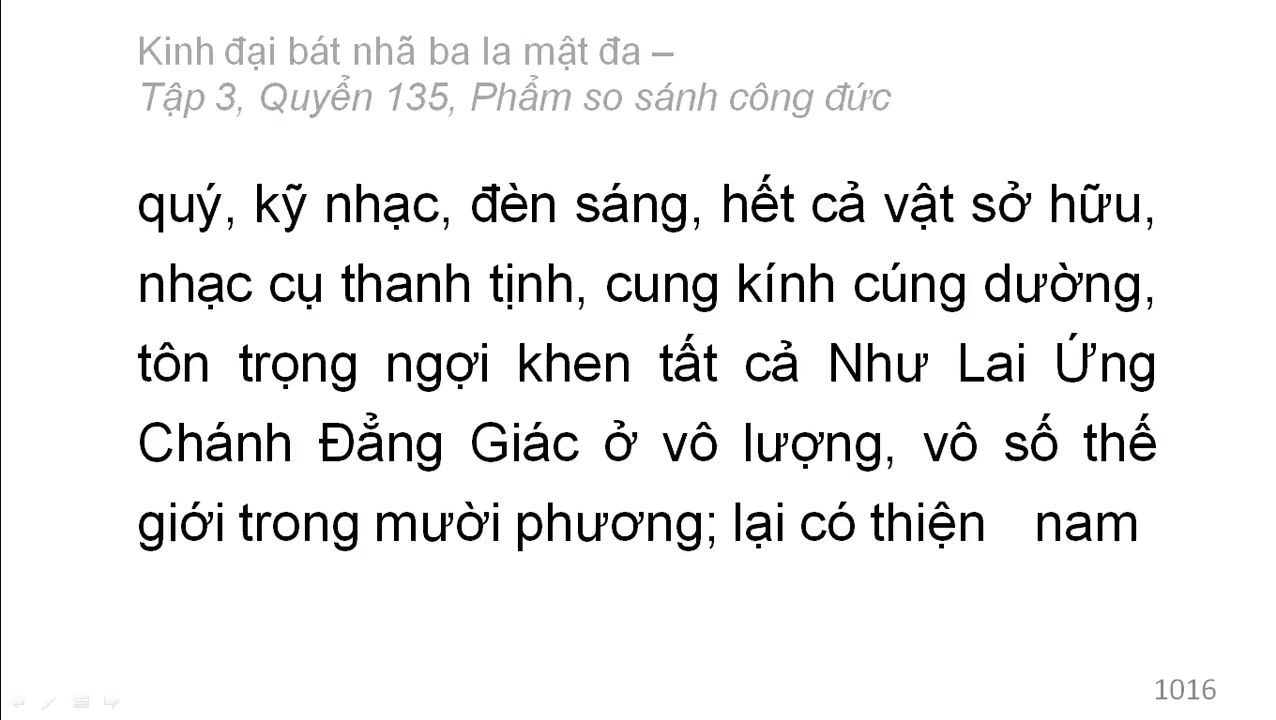 Kinh đại bát nhã ba la mật đa –
Tập 3, Quyển 135, Phẩm so sánh công đức
quý, kỹ nhạc, đèn sáng, hết cả vật sở hữu,
nhạc cụ thanh tịnh, cung kính cúng dường,
tôn trọng ngợi khen tất cả Như Lai Ứng
Chánh Đẳng Giác ở vô lượng, vô số thế
giới trong mười phương; lại có thiện nam
1016